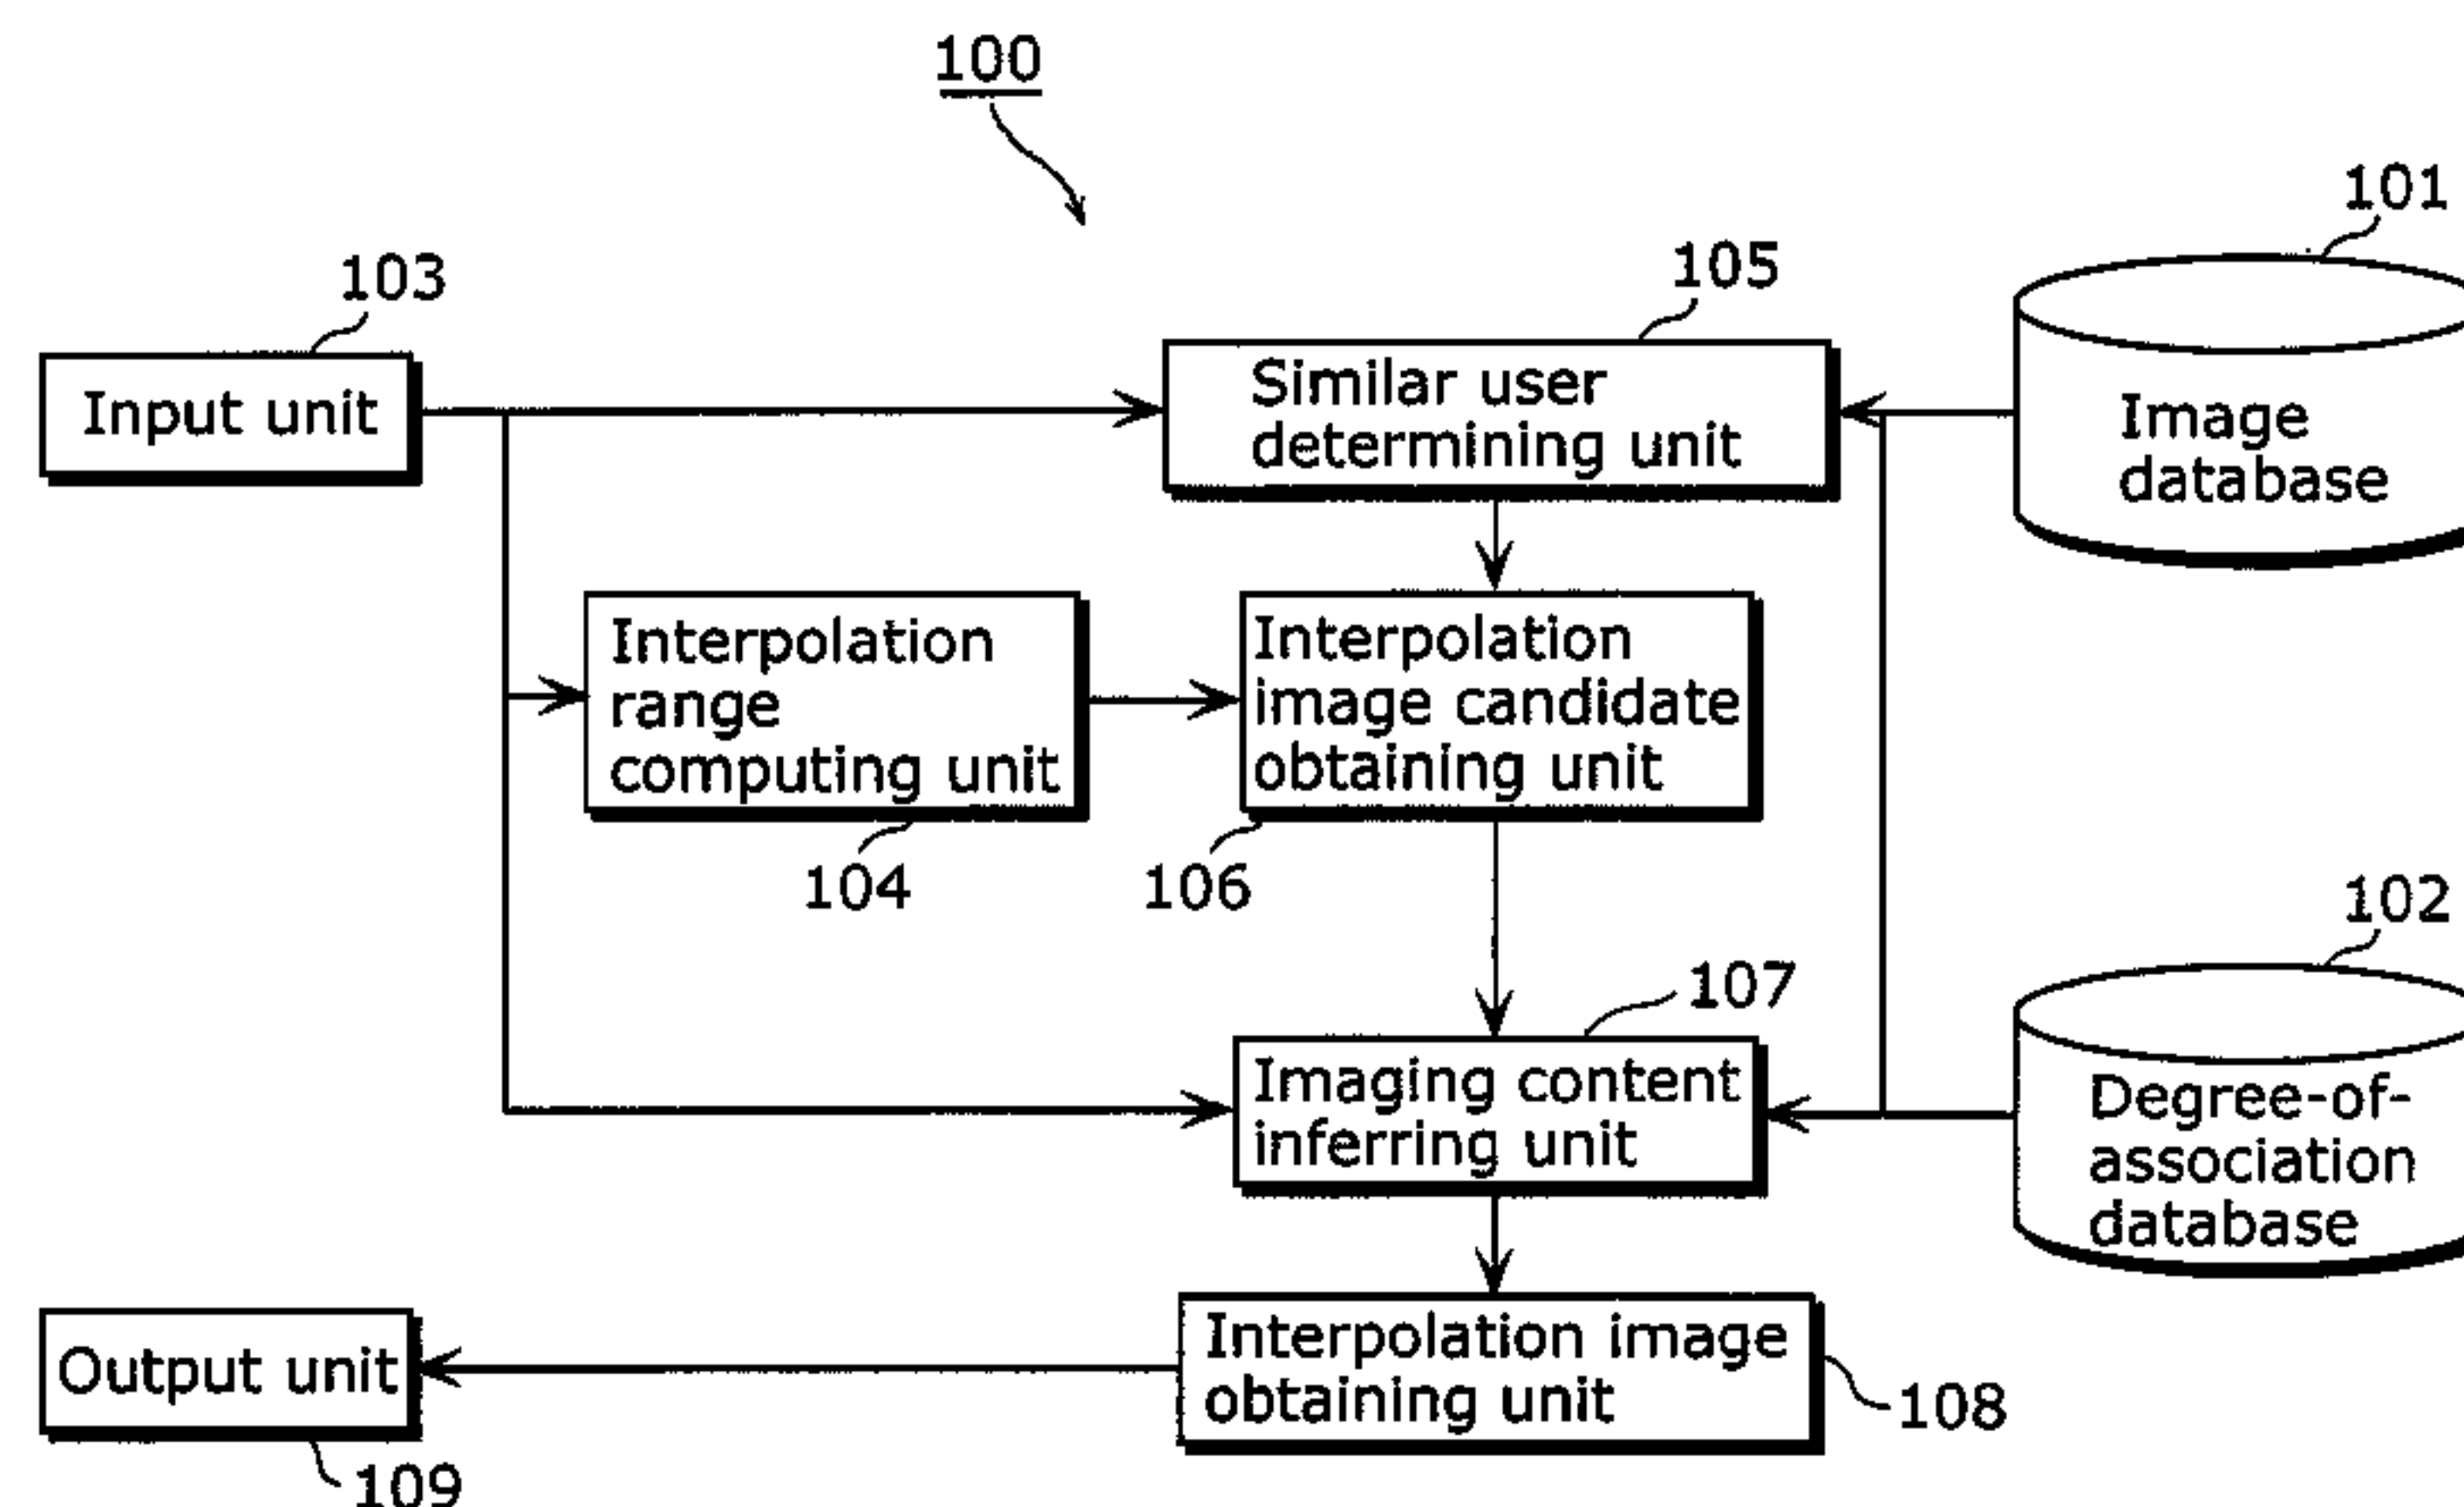 100
101
103
105
Input unit
Similar user
determining unit
Image
database
Interpolation
range
computing unit
Interpolation
image candidate
obtaining unit
104
106
102
107
Imaging content
inferring unit
Degree-of-
association
database
Output unit
Interpolation image
obtaining unit
108
109